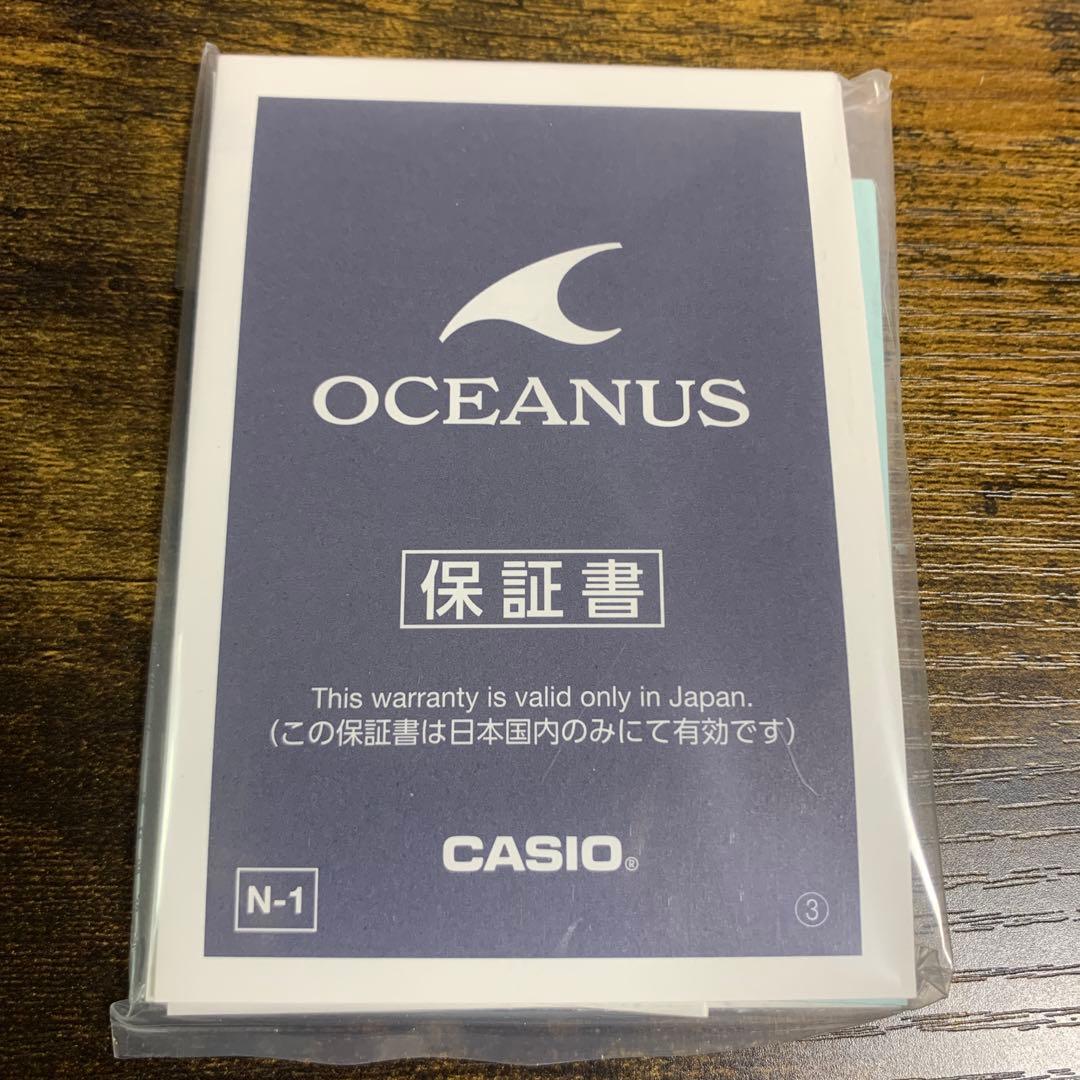 OCEANUS
保証書
This warranty is valid only in Japan.
(この保証書は日本国内のみにて有効です)
CASIO®
N-1
③